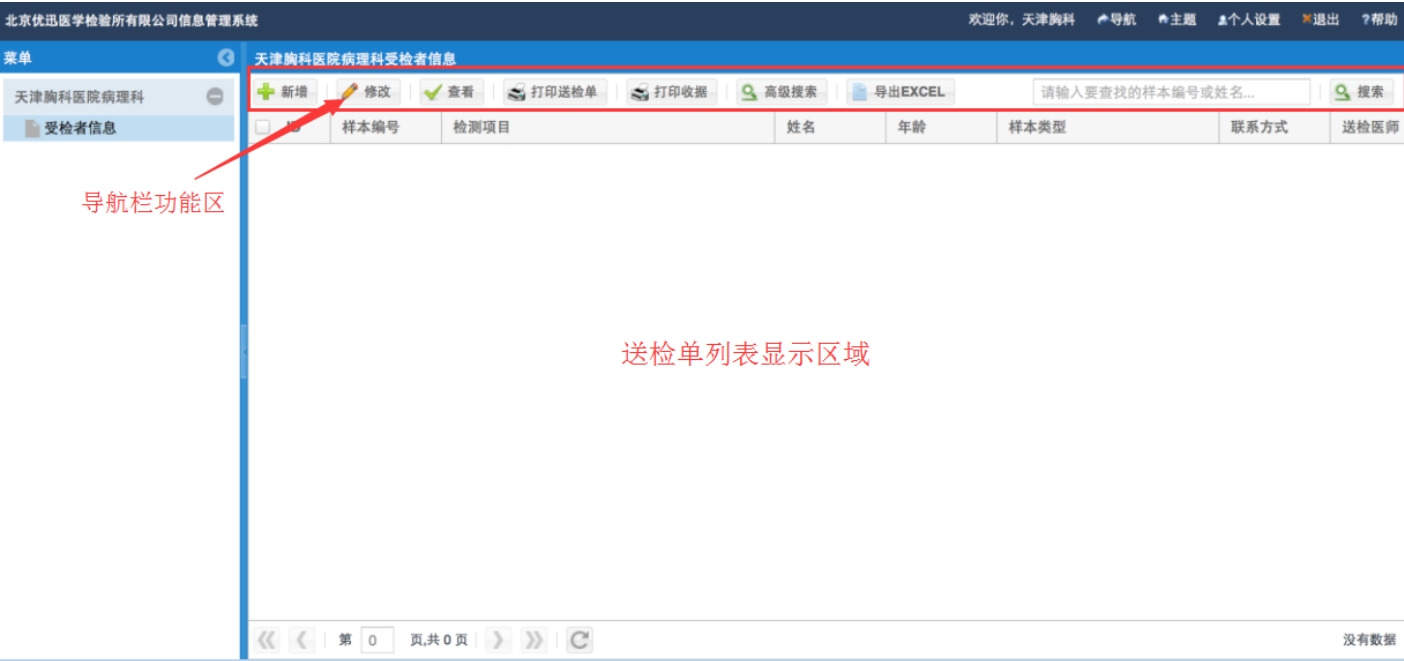 北京优迅医学检验所有限公司信息管理系统 欢迎你，天津胸科 导航 主题 个人设置 退出 ?帮助
菜单 天津胸科医院病理科受检者信息
天津胸科医院病理科 新增 修改 查看 打印送检单 打印收据 高级搜索 导出EXCEL 请输入要查找的样本编号或姓名... 搜索
受检者信息 ID 样本编号 检测项目 姓名 年龄 样本类型 联系方式 送检医师
导航栏功能区
送检单列表显示区域
第 0 页,共 0 页 没有数据